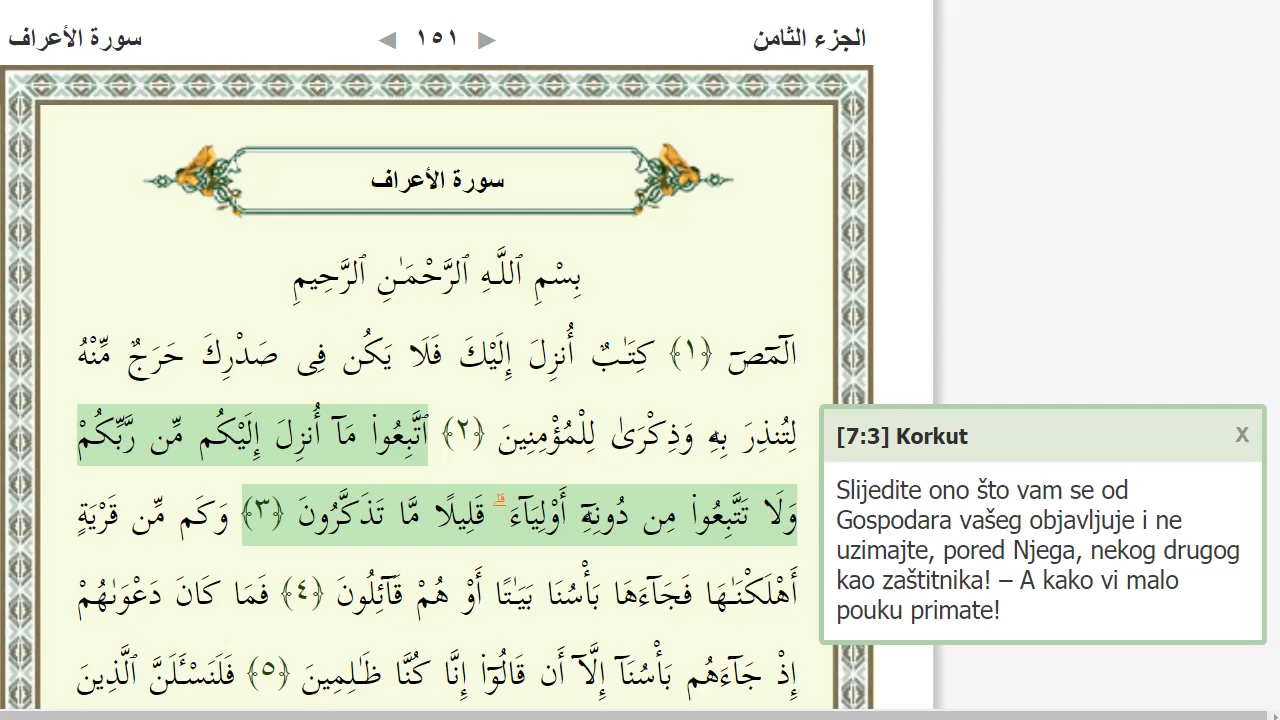 الجزء الثامن
◀ ١٥١ ▶
سورة الأعراف
سورة الأعراف
بِسْمِ ٱللَّـهِ ٱلرَّحْمَـٰنِ ٱلرَّحِيمِ
الٓمٓصٓ ﴿١﴾ كِتَـٰبٌ أُنزِلَ إِلَيْكَ فَلَا يَكُن فِى صَدْرِكَ حَرَجٌ مِّنْهُ
لِتُنذِرَ بِهِۦ وَذِكْرَىٰ لِلْمُؤْمِنِينَ ﴿٢﴾ ٱتَّبِعُوا۟ مَآ أُنزِلَ إِلَيْكُم مِّن رَّبِّكُمْ
وَلَا تَتَّبِعُوا۟ مِن دُونِهِۦٓ أَوْلِيَآءَ ۗ قَلِيلًا مَّا تَذَكَّرُونَ ﴿٣﴾ وَكَم مِّن قَرْيَةٍ
أَهْلَكْنَـٰهَا فَجَآءَهَا بَأْسُنَا بَيَـٰتًا أَوْ هُمْ قَآئِلُونَ ﴿٤﴾ فَمَا كَانَ دَعْوَىٰهُمْ
إِذْ جَآءَهُم بَأْسُنَآ إِلَّآ أَن قَالُوٓا۟ إِنَّا كُنَّا ظَـٰلِمِينَ ﴿٥﴾ فَلَنَسْـَٔلَنَّ ٱلَّذِينَ
[7:3] Korkut X
Slijedite ono što vam se od
Gospodara vašeg objavljuje i ne
uzimajte, pored Njega, nekog drugog
kao zaštitnika! – A kako vi malo
pouku primate!